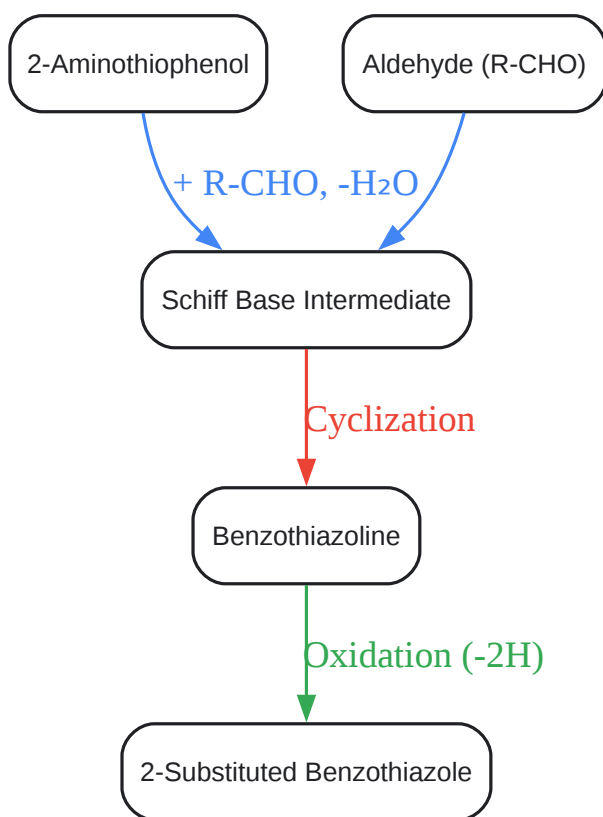 2-Aminothiophenol
Aldehyde (R-CHO)
+ R-CHO, -H₂O
Schiff Base Intermediate
Cyclization
Benzothiazoline
Oxidation (-2H)
2-Substituted Benzothiazole